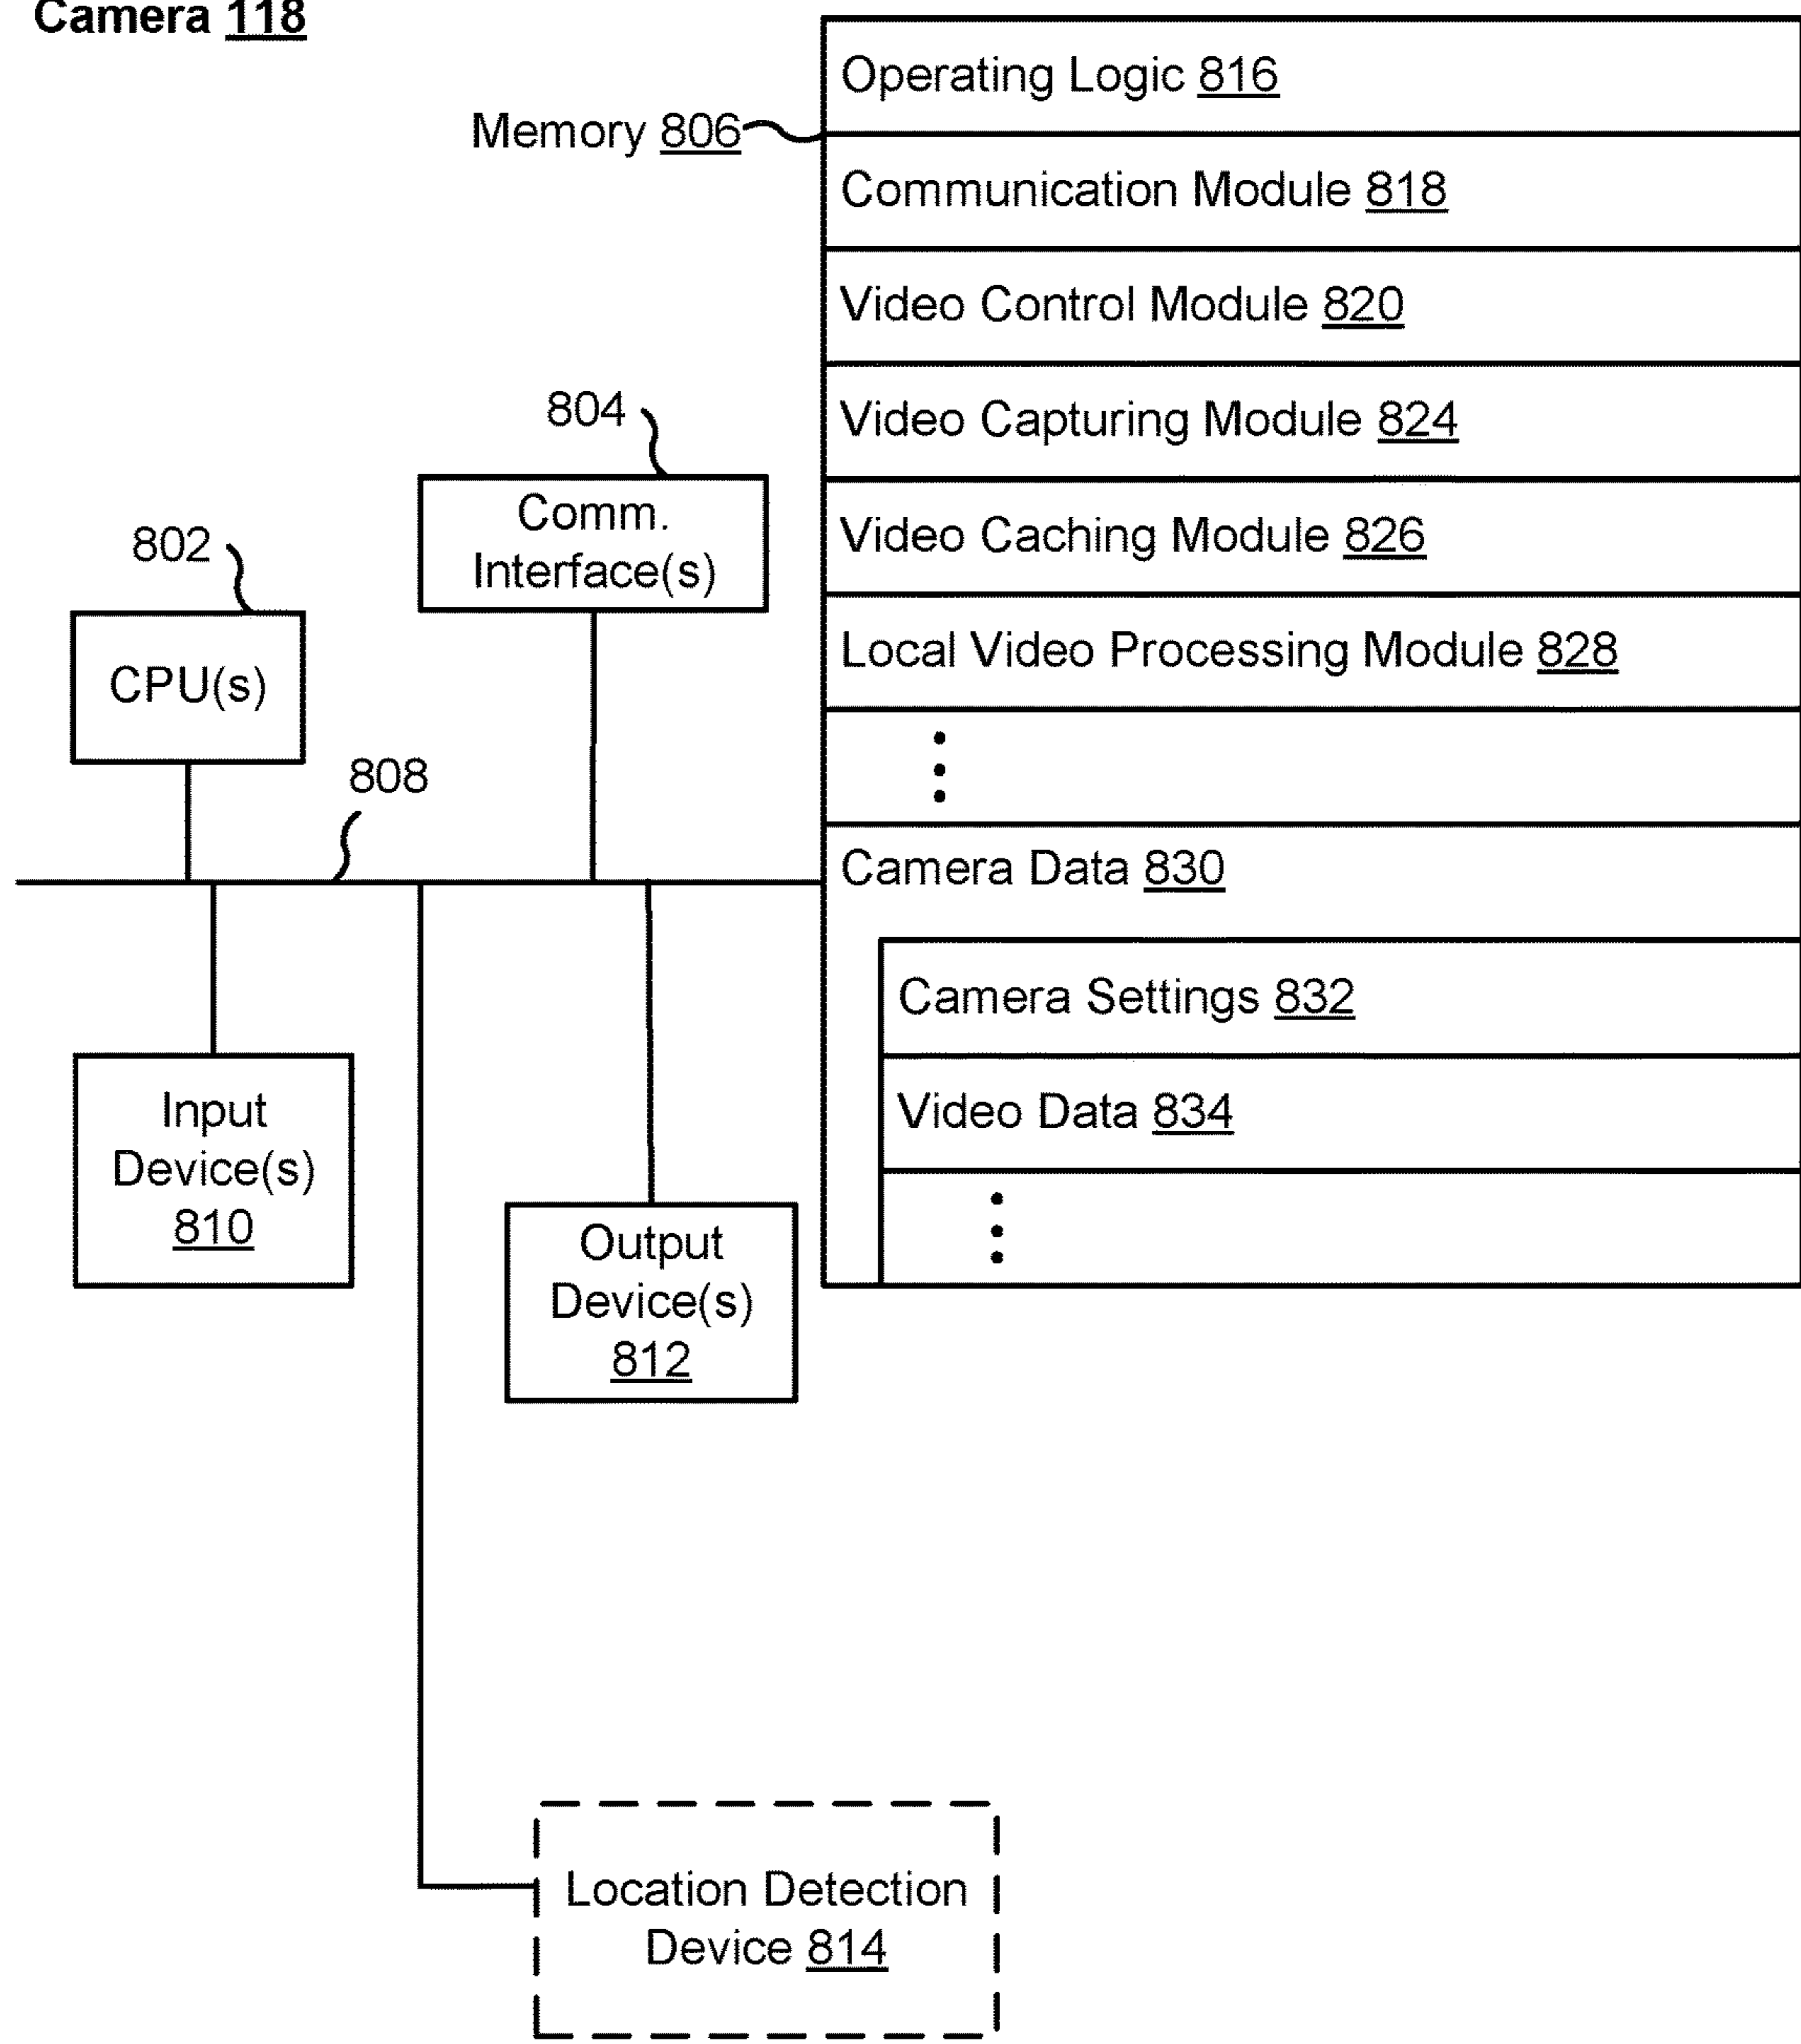 Camera 118
Operating Logic 816
Memory 806
Communication Module 818
Video Control Module 820
804
Video Capturing Module 824
Comm.
Interface(s)
802
Video Caching Module 826
CPU(s)
Local Video Processing Module 828
808
Camera Data 830
Camera Settings 832
Input
Device(s)
810
Video Data 834
Output
Device(s)
812
Location Detection
Device 814